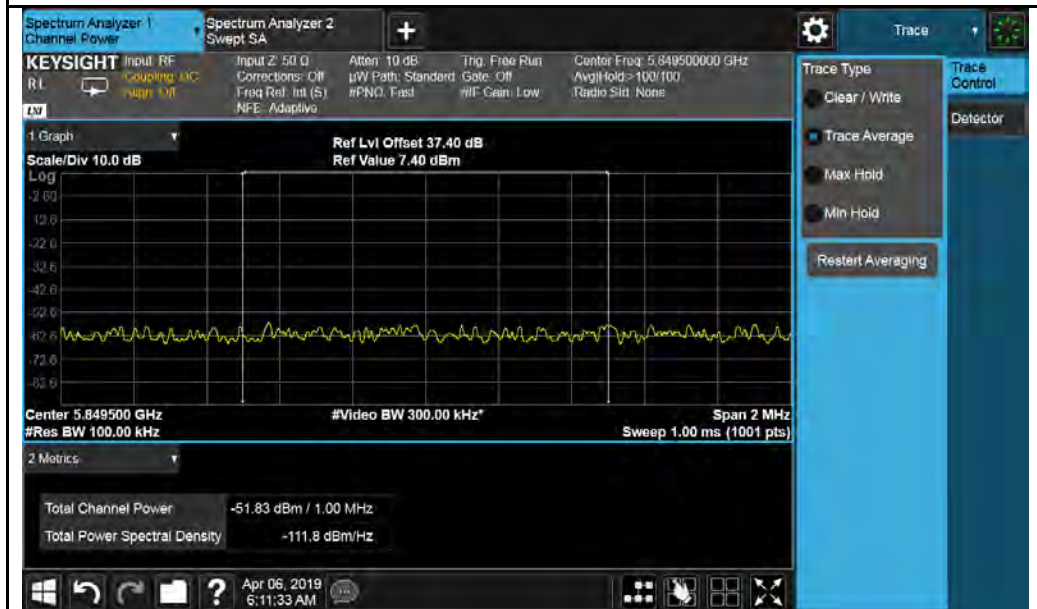 Spectrum Analyzer 1
Channel Power
Spectrum Analyzer 2
Swept SA
+
Trace
KEYSIGHT Input: RF
RL
Coupling: DC
Align: Off
Input Z: 50 Ω
Corrections: Off
Freq Ref: Int (S)
NFE: Adaptive
Atten: 10 dB
µW Path: Standard
#PNO: Fast
Trig: Free Run
Gate: Off
#IF Gain: Low
Center Freq: 5.849500000 GHz
Avg|Hold:>100/100
Radio Std: None
LXI
Trace Type
Clear / Write
Trace Average
Max Hold
Min Hold
Restart Averaging
Trace Control
Detector
1 Graph
Scale/Div 10.0 dB
Ref Lvl Offset 37.40 dB
Ref Value 7.40 dBm
Log
-2.60
-12.6
-22.6
-32.6
-42.6
-52.6
-62.6
-72.6
-82.6
Center 5.849500 GHz
#Res BW 100.00 kHz
#Video BW 300.00 kHz*
Span 2 MHz
Sweep 1.00 ms (1001 pts)
2 Metrics
Total Channel Power -51.83 dBm / 1.00 MHz
Total Power Spectral Density -111.8 dBm/Hz
?
Apr 06, 2019
6:11:33 AM